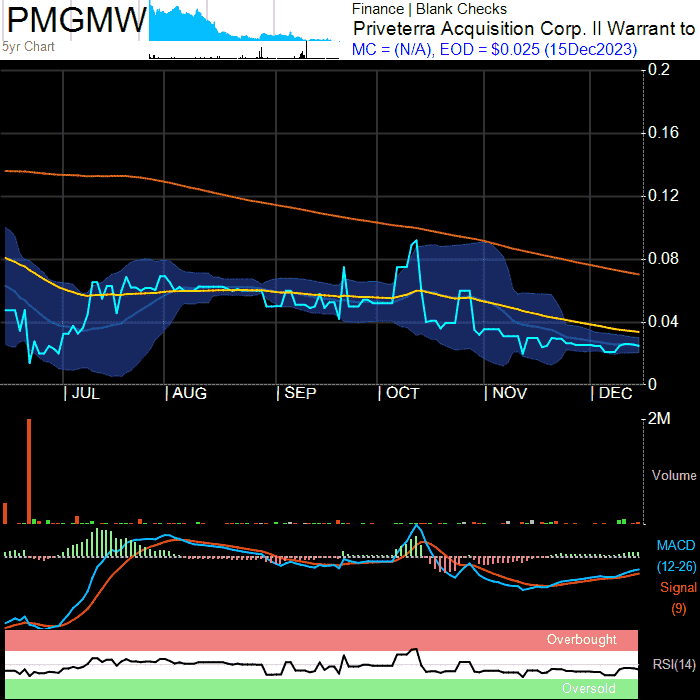 PMGMW
5yr Chart
Finance | Blank Checks
Priveterra Acquisition Corp. II Warrant to
MC = (N/A), EOD = $0.025 (15Dec2023)
0.2
0.16
0.12
0.08
0.04
0
| JUL | AUG | SEP | OCT | NOV | DEC
2M
Volume
MACD
(12-26)
Signal
(9)
Overbought
RSI(14)
Oversold